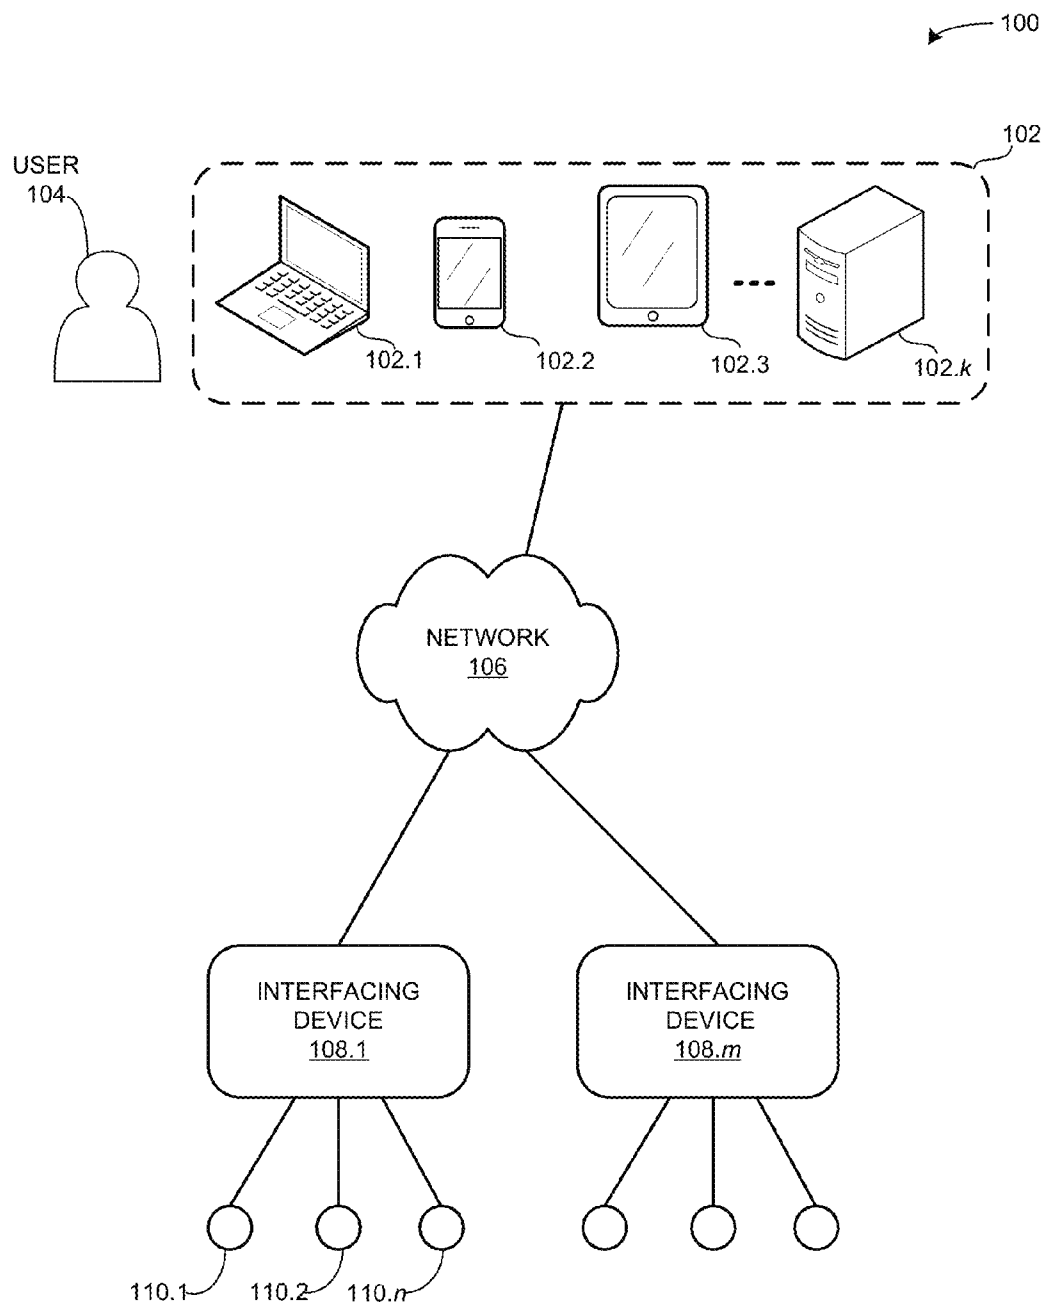 100
102
USER
104
102.1
102.2
102.3
102.k
NETWORK
106
INTERFACING
DEVICE
108.1
INTERFACING
DEVICE
108.m
110.1
110.2
110.n